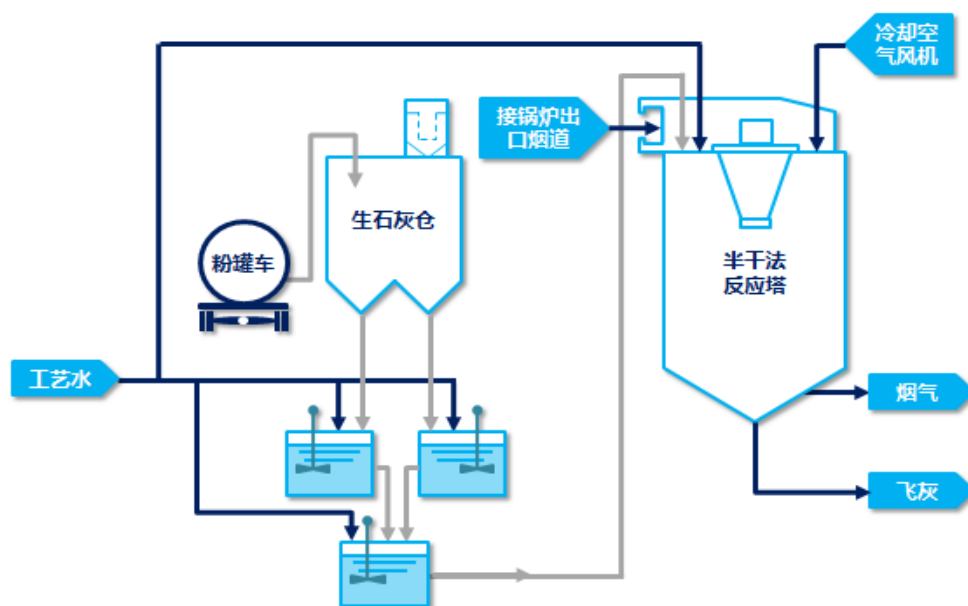 冷却空
气风机
接锅炉出
口烟道
生石灰仓
粉罐车
半干法
反应塔
工艺水
烟气
飞灰